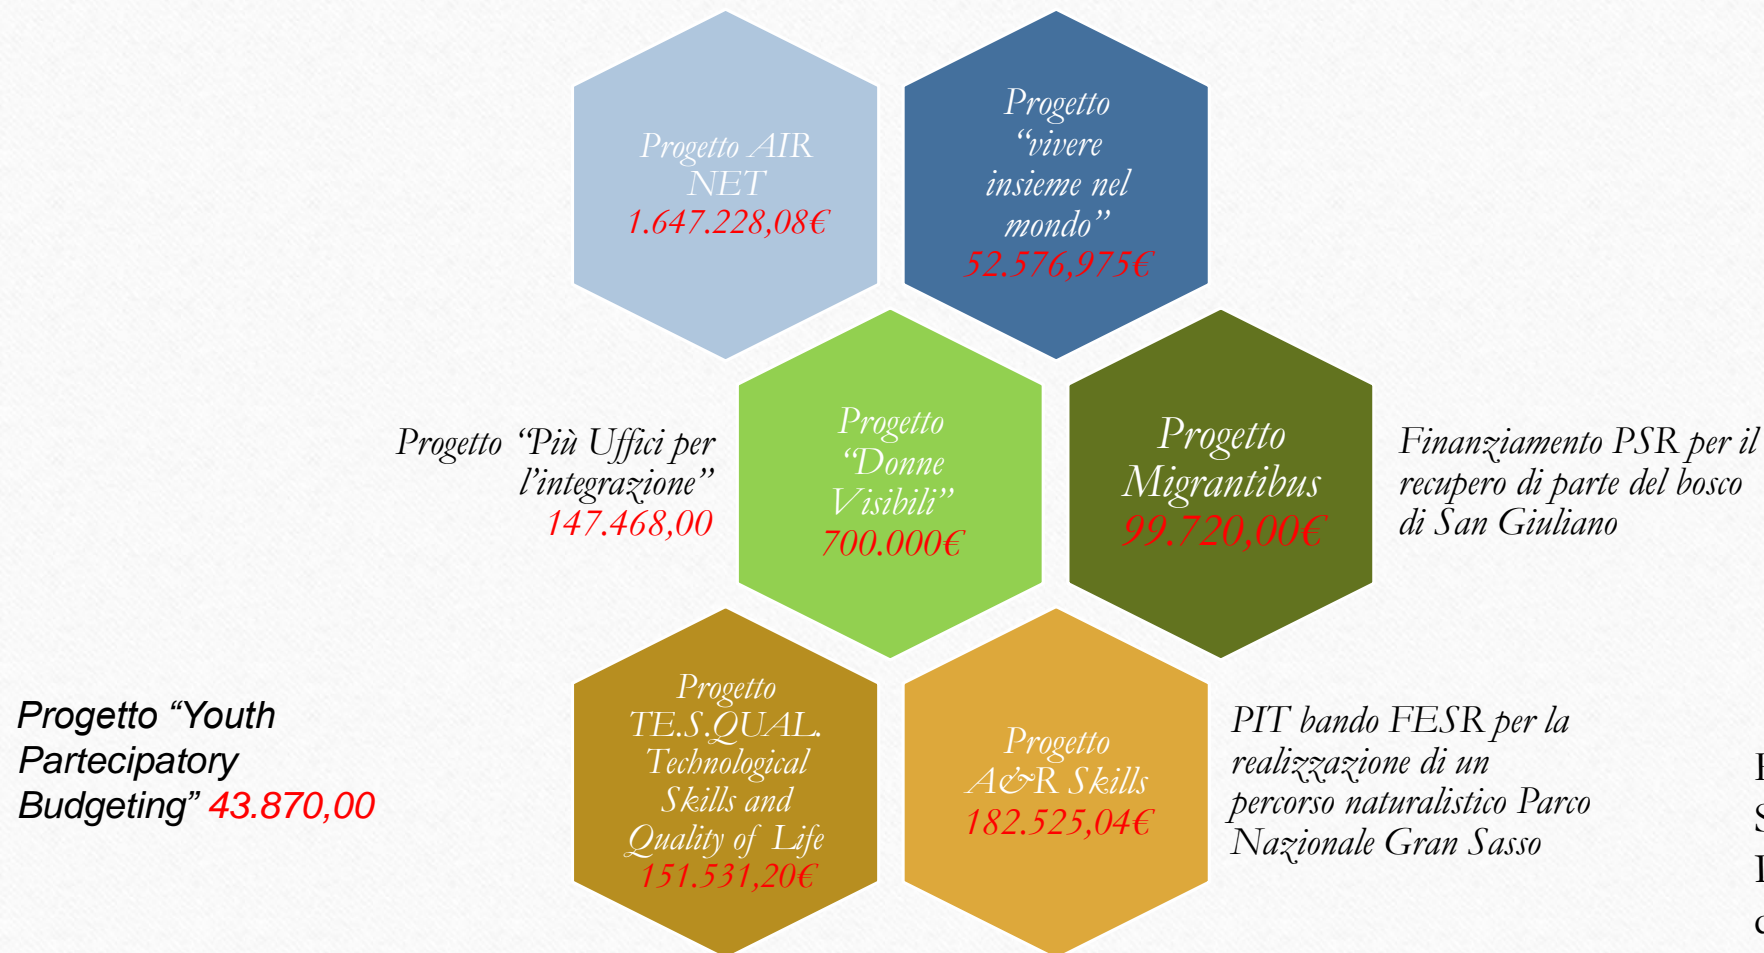 Progetto AIR
NET
1.647.228,08€
Progetto
“vivere
insieme nel
mondo”
52.576,975€
Progetto “Più Uffici per
l’integrazione”
147.468,00
Progetto
“Donne
Visibili”
700.000€
Progetto
Migrantibus
99.720,00€
Finanziamento PSR per il
recupero di parte del bosco
di San Giuliano
Progetto “Youth
Partecipatory
Budgeting” 43.870,00
Progetto
TE.S.QUAL.
Technological
Skills and
Quality of Life
151.531,20€
Progetto
A&R Skills
182.525,04€
PIT bando FESR per la
realizzazione di un
percorso naturalistico Parco
Nazionale Gran Sasso